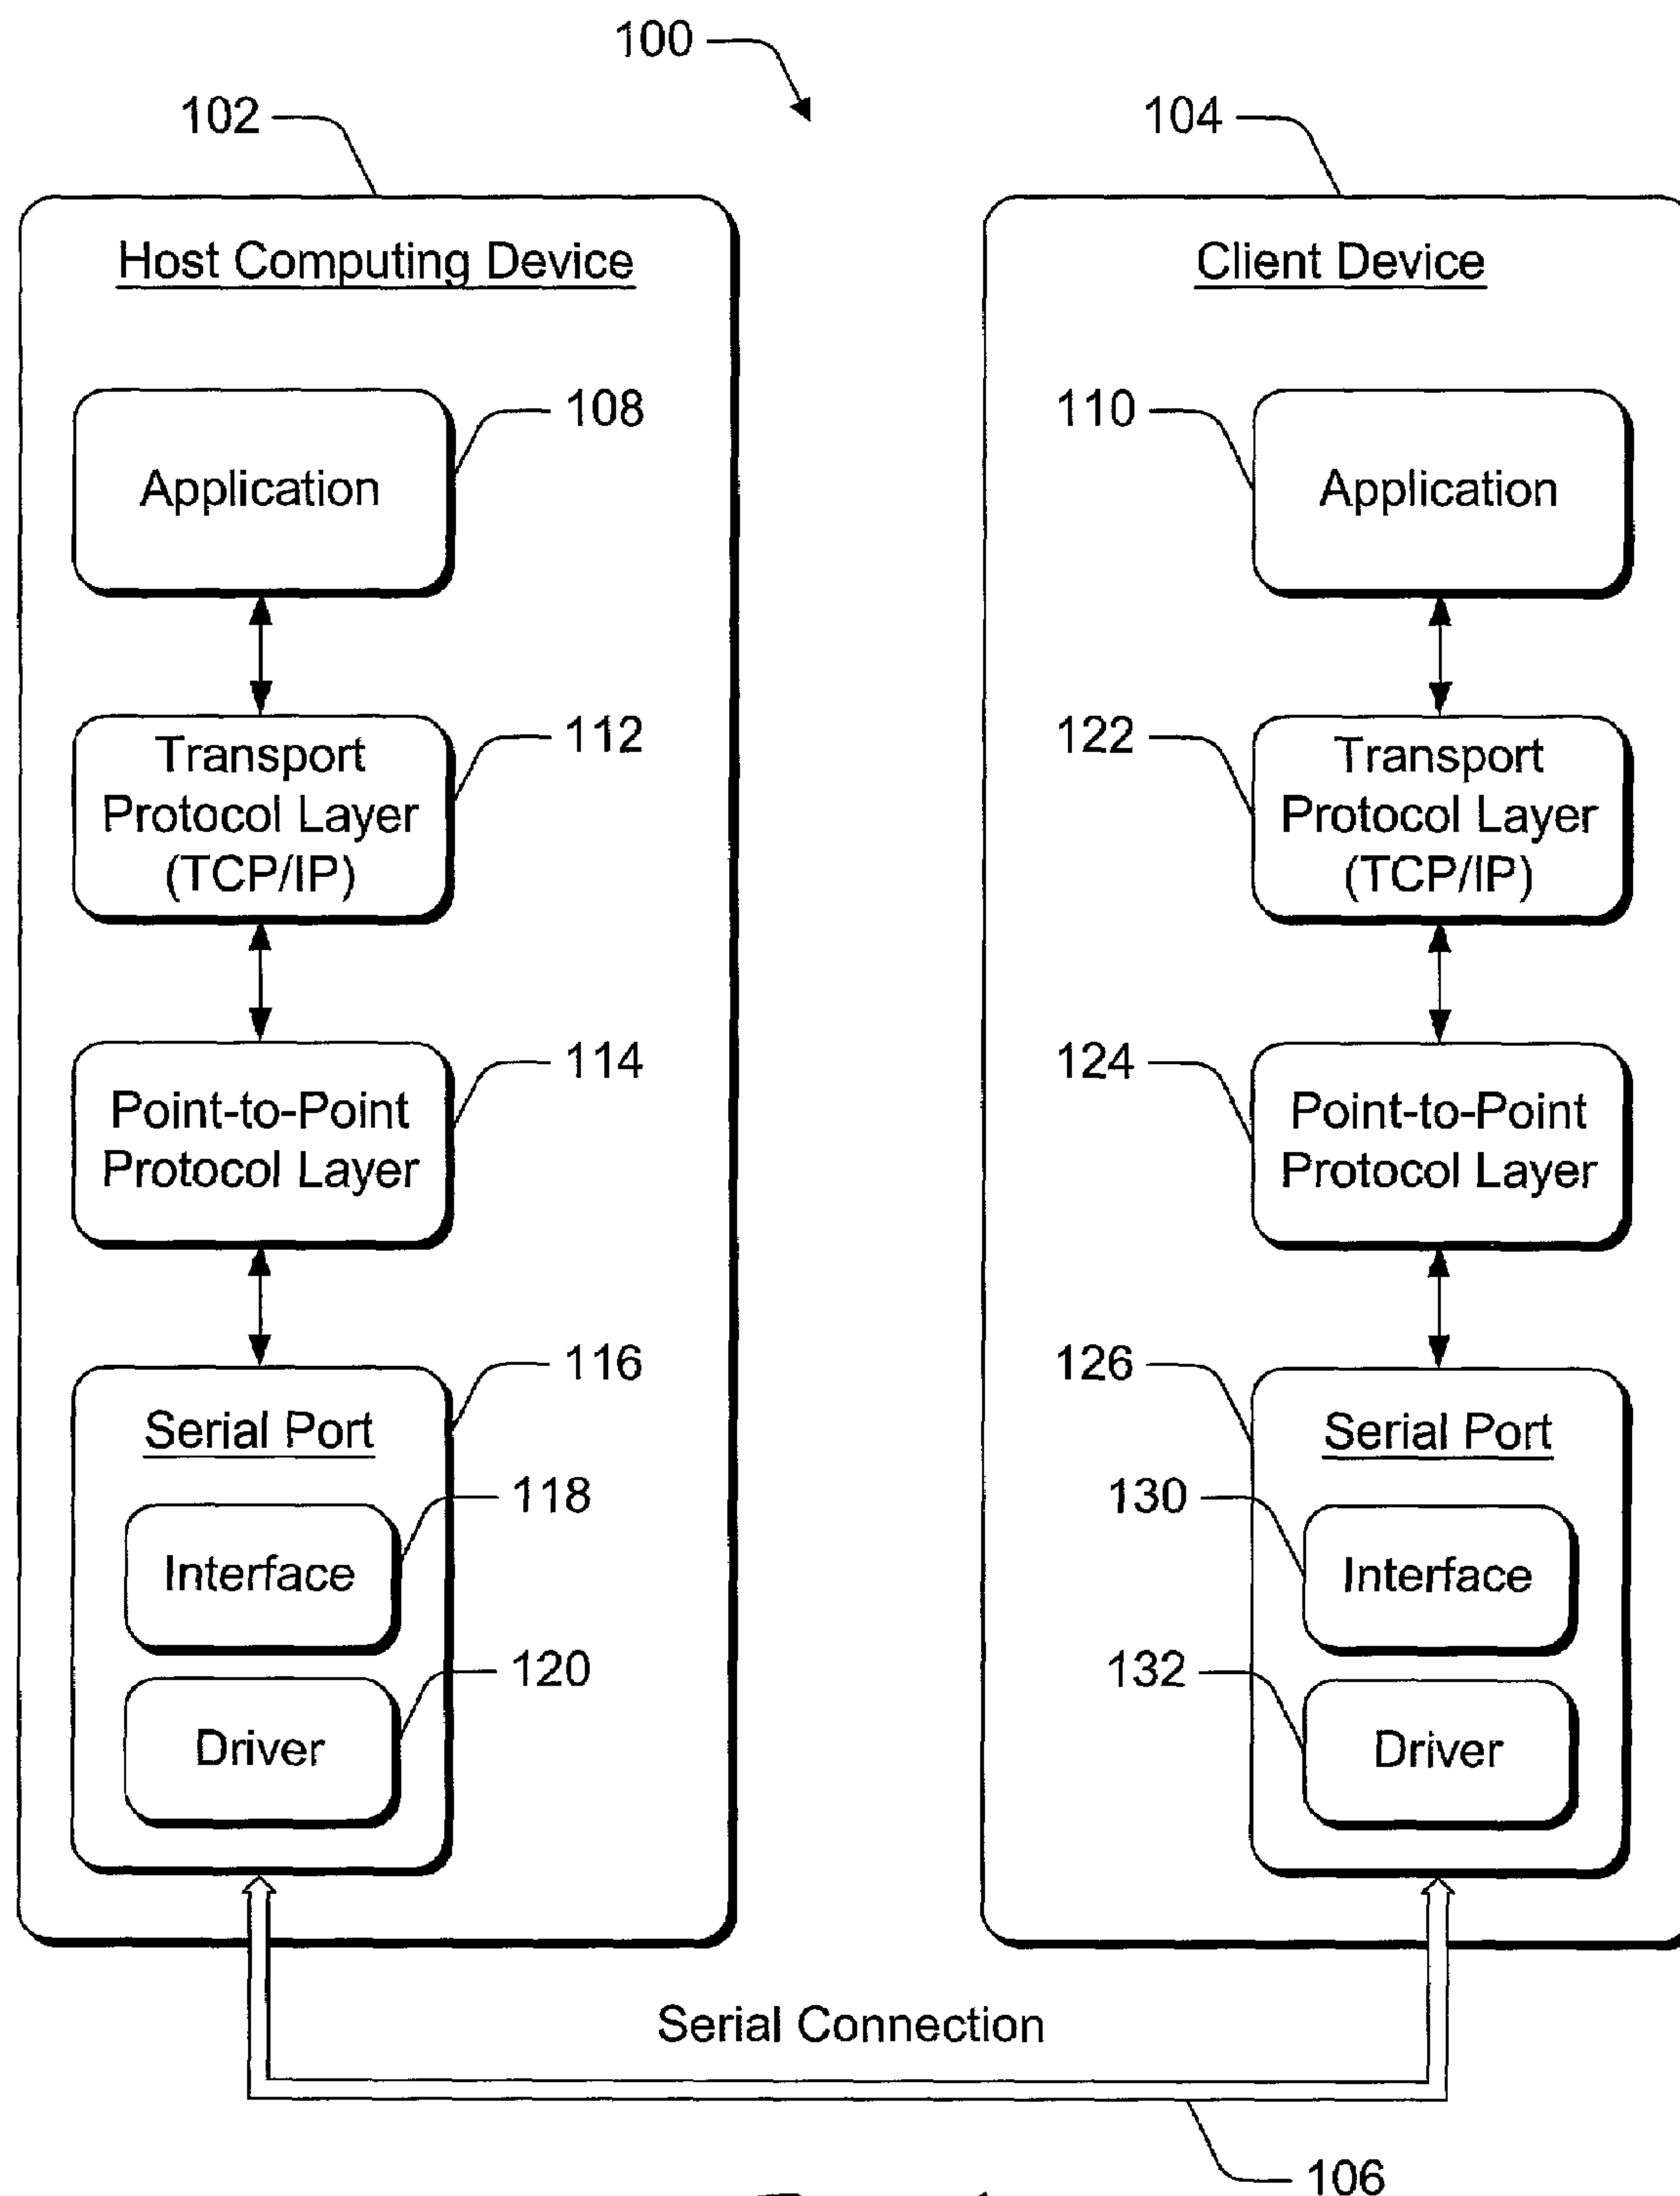 100
102
104
Host Computing Device
Client Device
108
110
Application
Application
112
122
Transport
Protocol Layer
(TCP/IP)
Transport
Protocol Layer
(TCP/IP)
114
124
Point-to-Point
Protocol Layer
Point-to-Point
Protocol Layer
116
126
Serial Port
Serial Port
118
130
Interface
Interface
120
132
Driver
Driver
Serial Connection
106